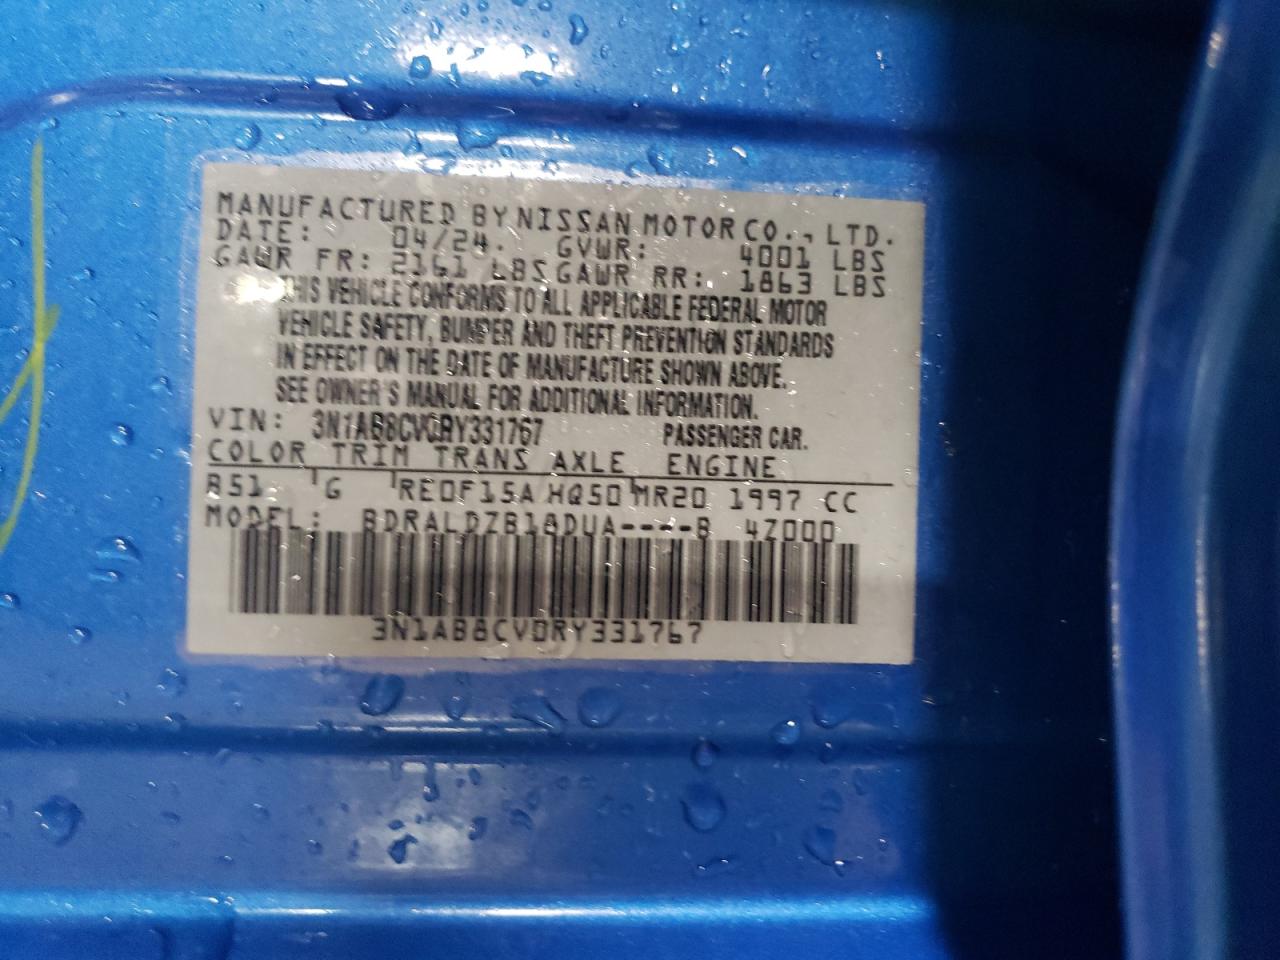 MANUFACTURED BY NISSAN MOTOR CO., LTD.
DATE: 04/24. GVWR: 4001 LBS
GAWR FR: 2161 LBS GAWR RR: 1863 LBS
THIS VEHICLE CONFORMS TO ALL APPLICABLE FEDERAL MOTOR
VEHICLE SAFETY, BUMPER AND THEFT PREVENTION STANDARDS
IN EFFECT ON THE DATE OF MANUFACTURE SHOWN ABOVE.
SEE OWNER'S MANUAL FOR ADDITIONAL INFORMATION.
VIN: 3N1AB8CV0RY331767 PASSENGER CAR.
COLOR TRIM TRANS AXLE ENGINE
B51 G RE0F15A HQ50 MR20 1997 CC
MODEL: BDRALDZB18DUA----B 4Z000
3N1AB8CV0RY331767